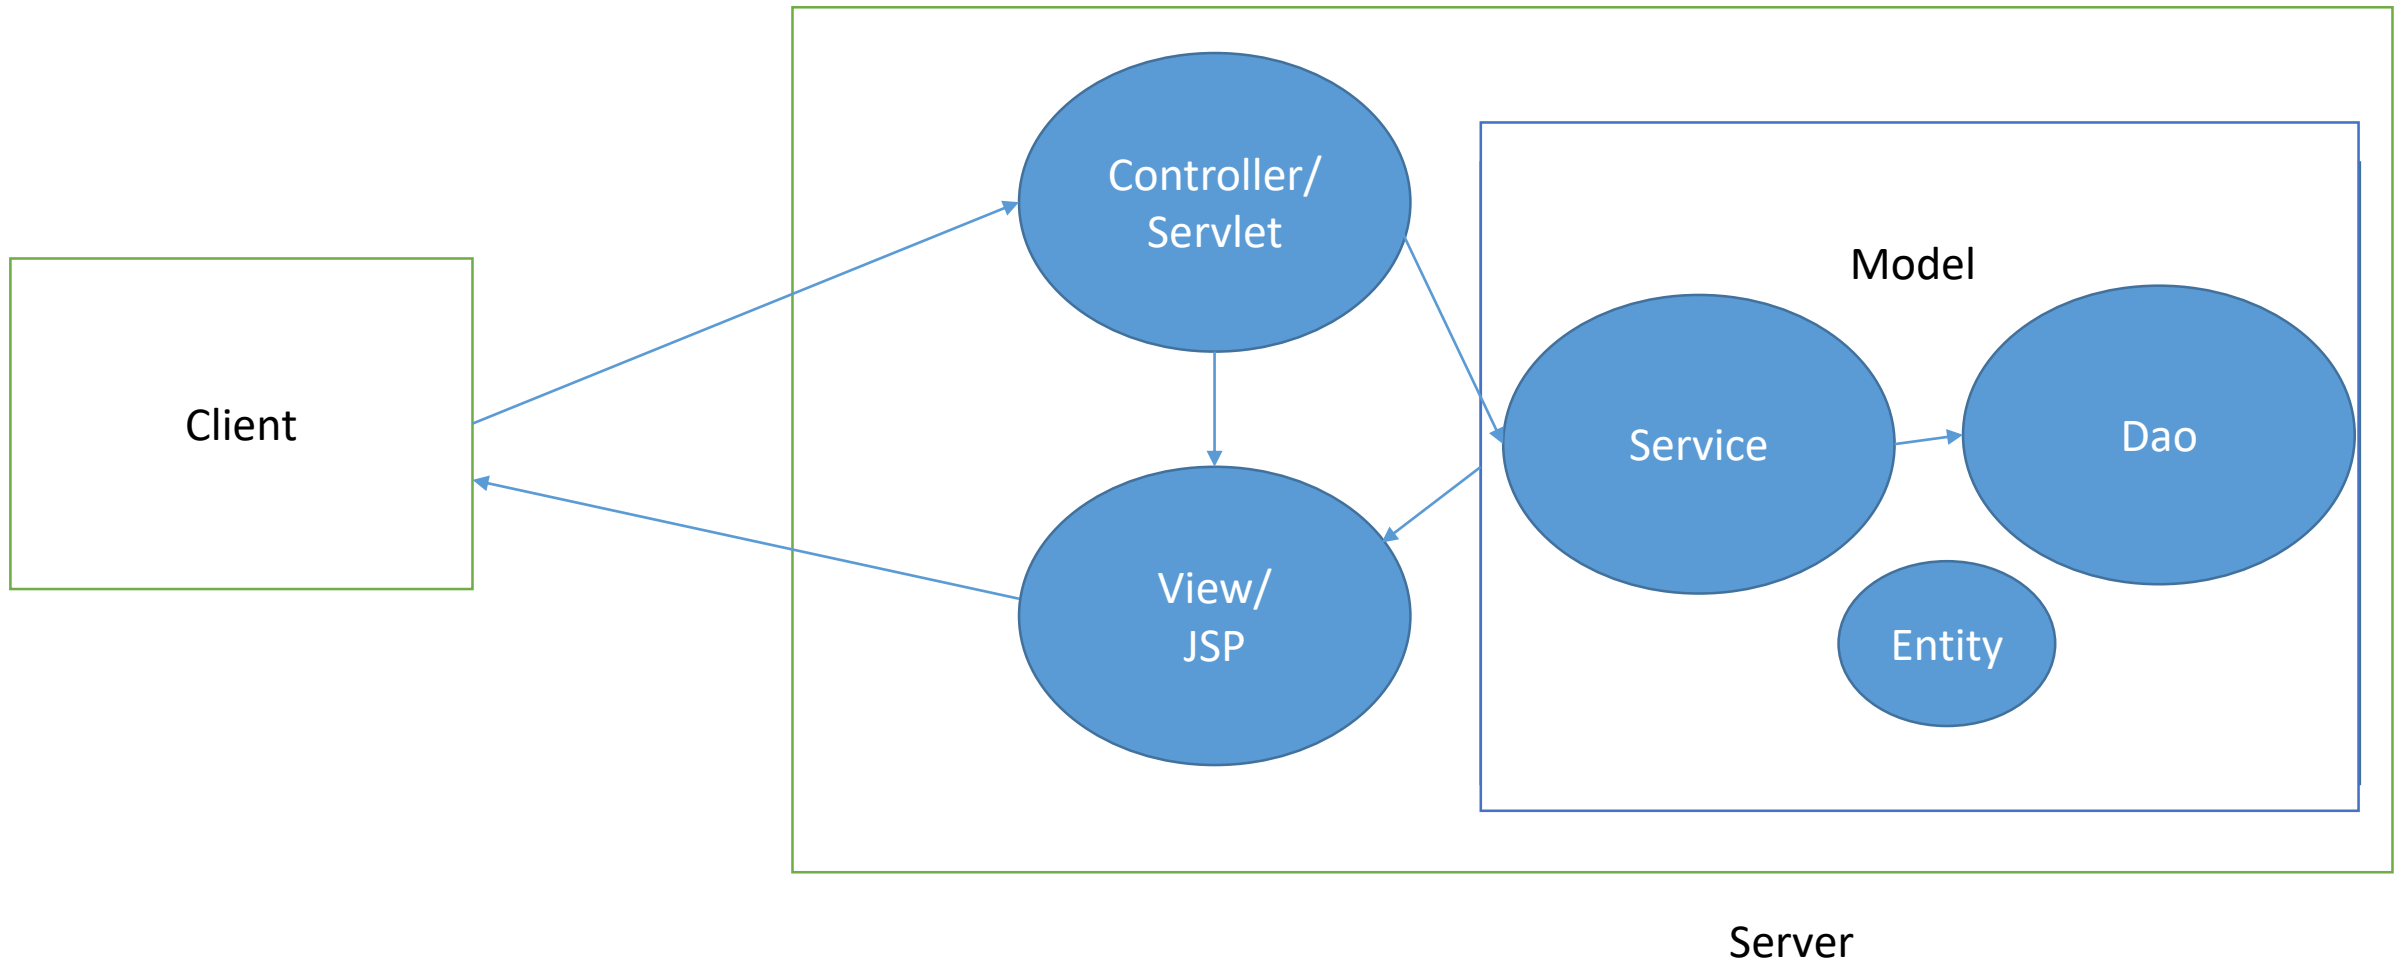 Client
Controller/
Servlet
View/
JSP
Model
Service
Dao
Entity
Server